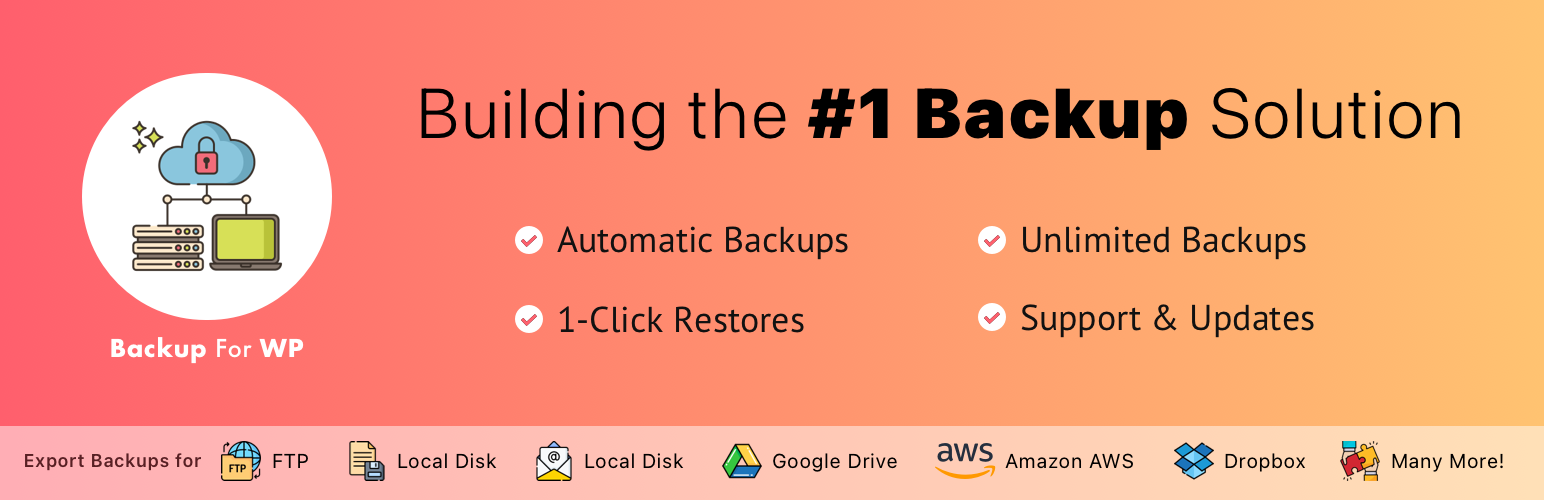 Building the #1 Backup Solution
Automatic Backups
Unlimited Backups
1-Click Restores
Support & Updates
Backup For WP
Export Backups for
FTP
FTP
Local Disk
@
Local Disk
Google Drive
aws
Amazon AWS
Dropbox
Many More!